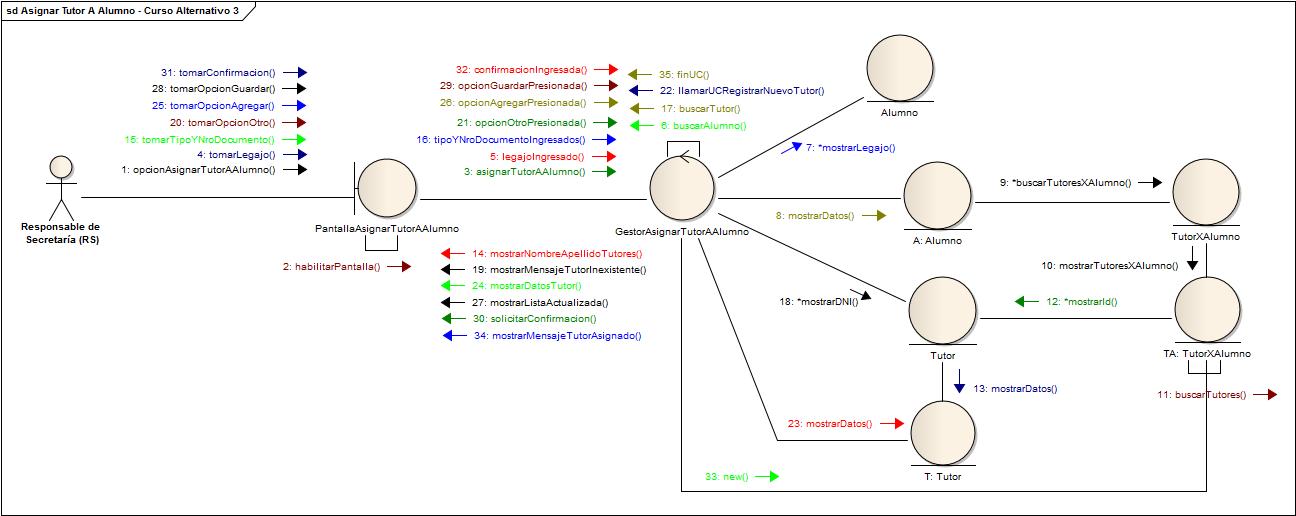 sd Asignar Tutor A Alumno - Curso Alternativo 3
31: tomarConfirmacion()
28: tomarOpcionGuardar()
25: tomarOpcionAgregar()
20: tomarOpcionOtro()
15: tomarTipoYNroDocumento()
4: tomarLegajo()
1: opcionAsignarTutorAAlumno()
32: confirmacionIngresada()
29: opcionGuardarPresionada()
26: opcionAgregarPresionada()
21: opcionOtroPresionada()
16: tipoYNroDocumentoIngresados()
5: legajoIngresado()
3: asignarTutorAAlumno()
35: finUC()
22: llamarUCRegistrarNuevoTutor()
17: buscarTutor()
6: buscarAlumno()
Alumno
7: *mostrarLegajo()
9: *buscarTutoresXAlumno()
8: mostrarDatos()
Responsable de
Secretaría (RS)
PantallaAsignarTutorAAlumno
GestorAsignarTutorAAlumno
A: Alumno
TutorXAlumno
2: habilitarPantalla()
14: mostrarNombreApellidoTutores()
19: mostrarMensajeTutorInexistente()
24: mostrarDatosTutor()
27: mostrarListaActualizada()
30: solicitarConfirmacion()
34: mostrarMensajeTutorAsignado()
10: mostrarTutoresXAlumno()
18: *mostrarDNI()
12: *mostrarId()
Tutor
TA: TutorXAlumno
13: mostrarDatos()
11: buscarTutores()
23: mostrarDatos()
T: Tutor
33: new()